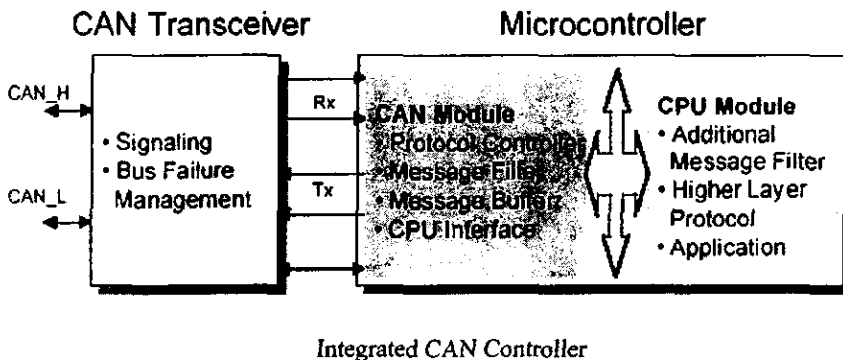 CAN Transceiver
Microcontroller
CAN_H
CAN_L
• Signaling
• Bus Failure
Management
Rx
Tx
CAN Module
• Protocol Controller
• Message Filter
• Message Buffer
• CPU Interface
CPU Module
• Additional
Message Filter
• Higher Layer
Protocol
• Application
Integrated CAN Controller